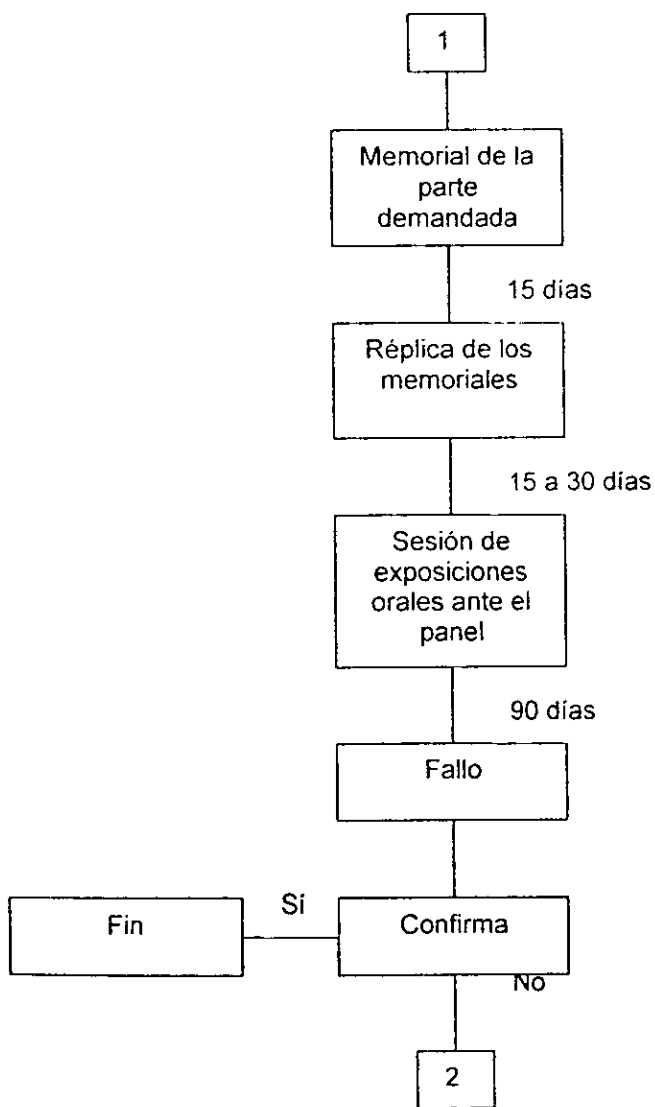 1
Memorial de la
parte
demandada
15 días
Réplica de los
memoriales
15 a 30 días
Sesión de
exposiciones
orales ante el
panel
90 días
Fallo
Fin
Sí
Confirma
No
2